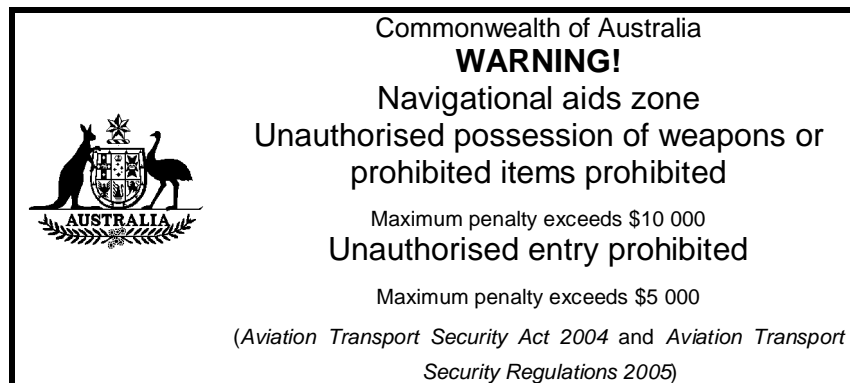 Commonwealth of Australia
WARNING!
Navigational aids zone
Unauthorised possession of weapons or
prohibited items prohibited
AUSTRALIA
Maximum penalty exceeds $10 000
Unauthorised entry prohibited
Maximum penalty exceeds $5 000
(Aviation Transport Security Act 2004 and Aviation Transport
Security Regulations 2005)